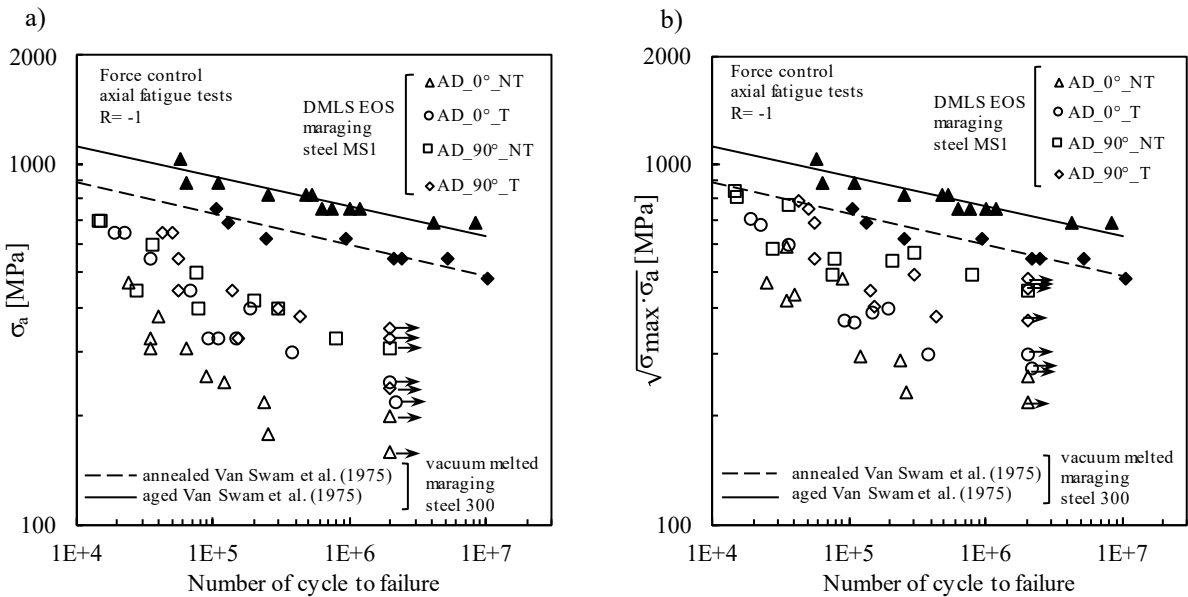 a)
2000
1000
100
σa [MPa]
Force control
axial fatigue tests
R= -1
DMLS EOS
maraging
steel MS1
AD_0°_NT
AD_0°_T
AD_90°_NT
AD_90°_T
annealed Van Swam et al. (1975)
aged Van Swam et al. (1975)
vacuum melted
maraging
steel 300
1E+4 1E+5 1E+6 1E+7
Number of cycle to failure
b)
2000
1000
100
√σmax·σa [MPa]
Force control
axial fatigue tests
R= -1
DMLS EOS
maraging
steel MS1
AD_0°_NT
AD_0°_T
AD_90°_NT
AD_90°_T
annealed Van Swam et al. (1975)
aged Van Swam et al. (1975)
vacuum melted
maraging
steel 300
1E+4 1E+5 1E+6 1E+7
Number of cycle to failure